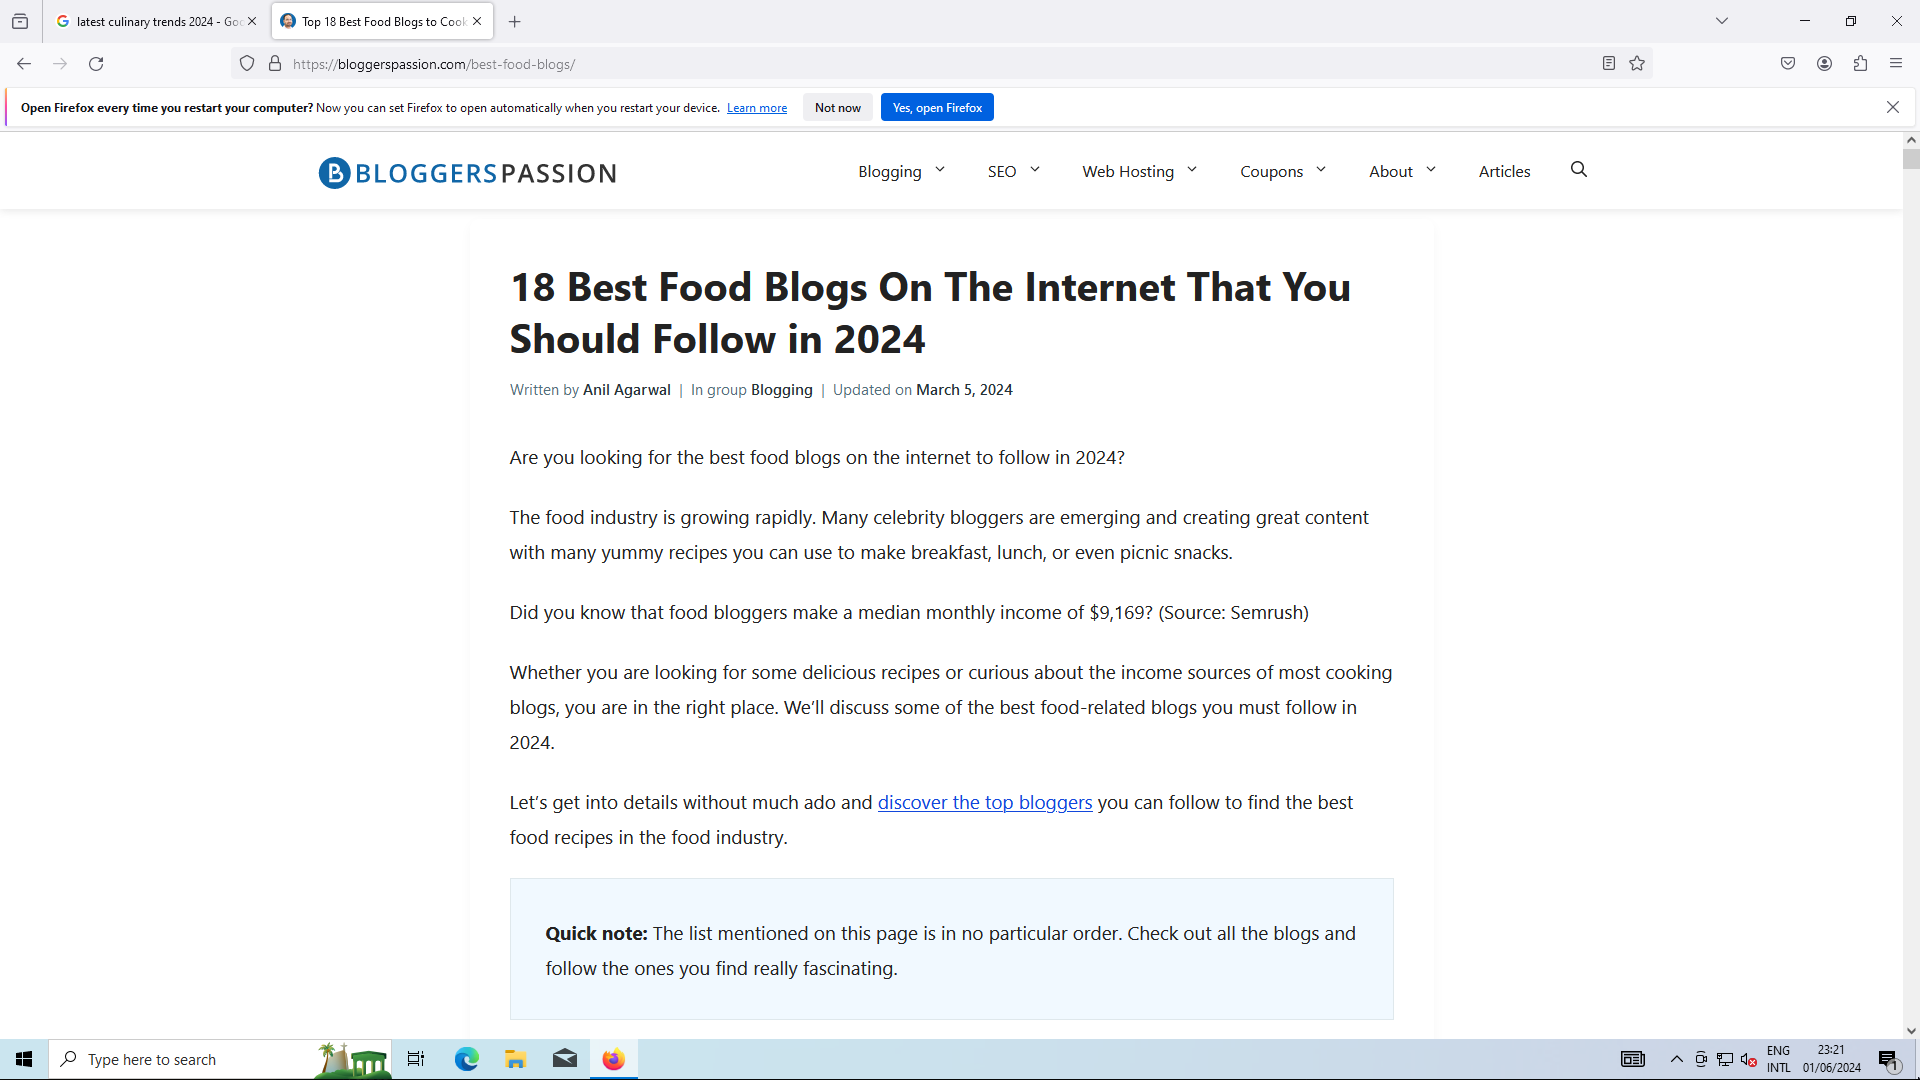 latest culinary trends 2024 - Goo
Top 18 Best Food Blogs to Cook
https://bloggerspassion.com/best-food-blogs/
Open Firefox every time you restart your computer? Now you can set Firefox to open automatically when you restart your device. Learn more Not now Yes, open Firefox
B BLOGGERSPASSION
Blogging SEO Web Hosting Coupons About Articles
18 Best Food Blogs On The Internet That You
Should Follow in 2024
Written by Anil Agarwal | In group Blogging | Updated on March 5, 2024
Are you looking for the best food blogs on the internet to follow in 2024?
The food industry is growing rapidly. Many celebrity bloggers are emerging and creating great content
with many yummy recipes you can use to make breakfast, lunch, or even picnic snacks.
Did you know that food bloggers make a median monthly income of $9,169? (Source: Semrush)
Whether you are looking for some delicious recipes or curious about the income sources of most cooking
blogs, you are in the right place. We’ll discuss some of the best food-related blogs you must follow in
2024.
Let’s get into details without much ado and discover the top bloggers you can follow to find the best
food recipes in the food industry.
Quick note: The list mentioned on this page is in no particular order. Check out all the blogs and
follow the ones you find really fascinating.
Type here to search
ENG
INTL
23:21
01/06/2024
1